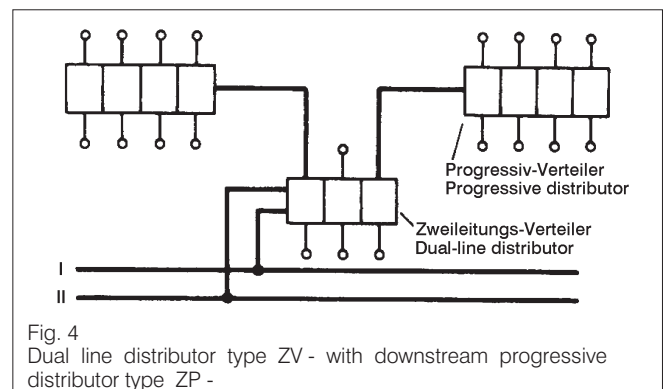 Progressiv-Verteiler
Progressive distributor
Zweileitungs-Verteiler
Dual-line distributor
I
II
Fig. 4
Dual line distributor type ZV - with downstream progressive
distributor type ZP -